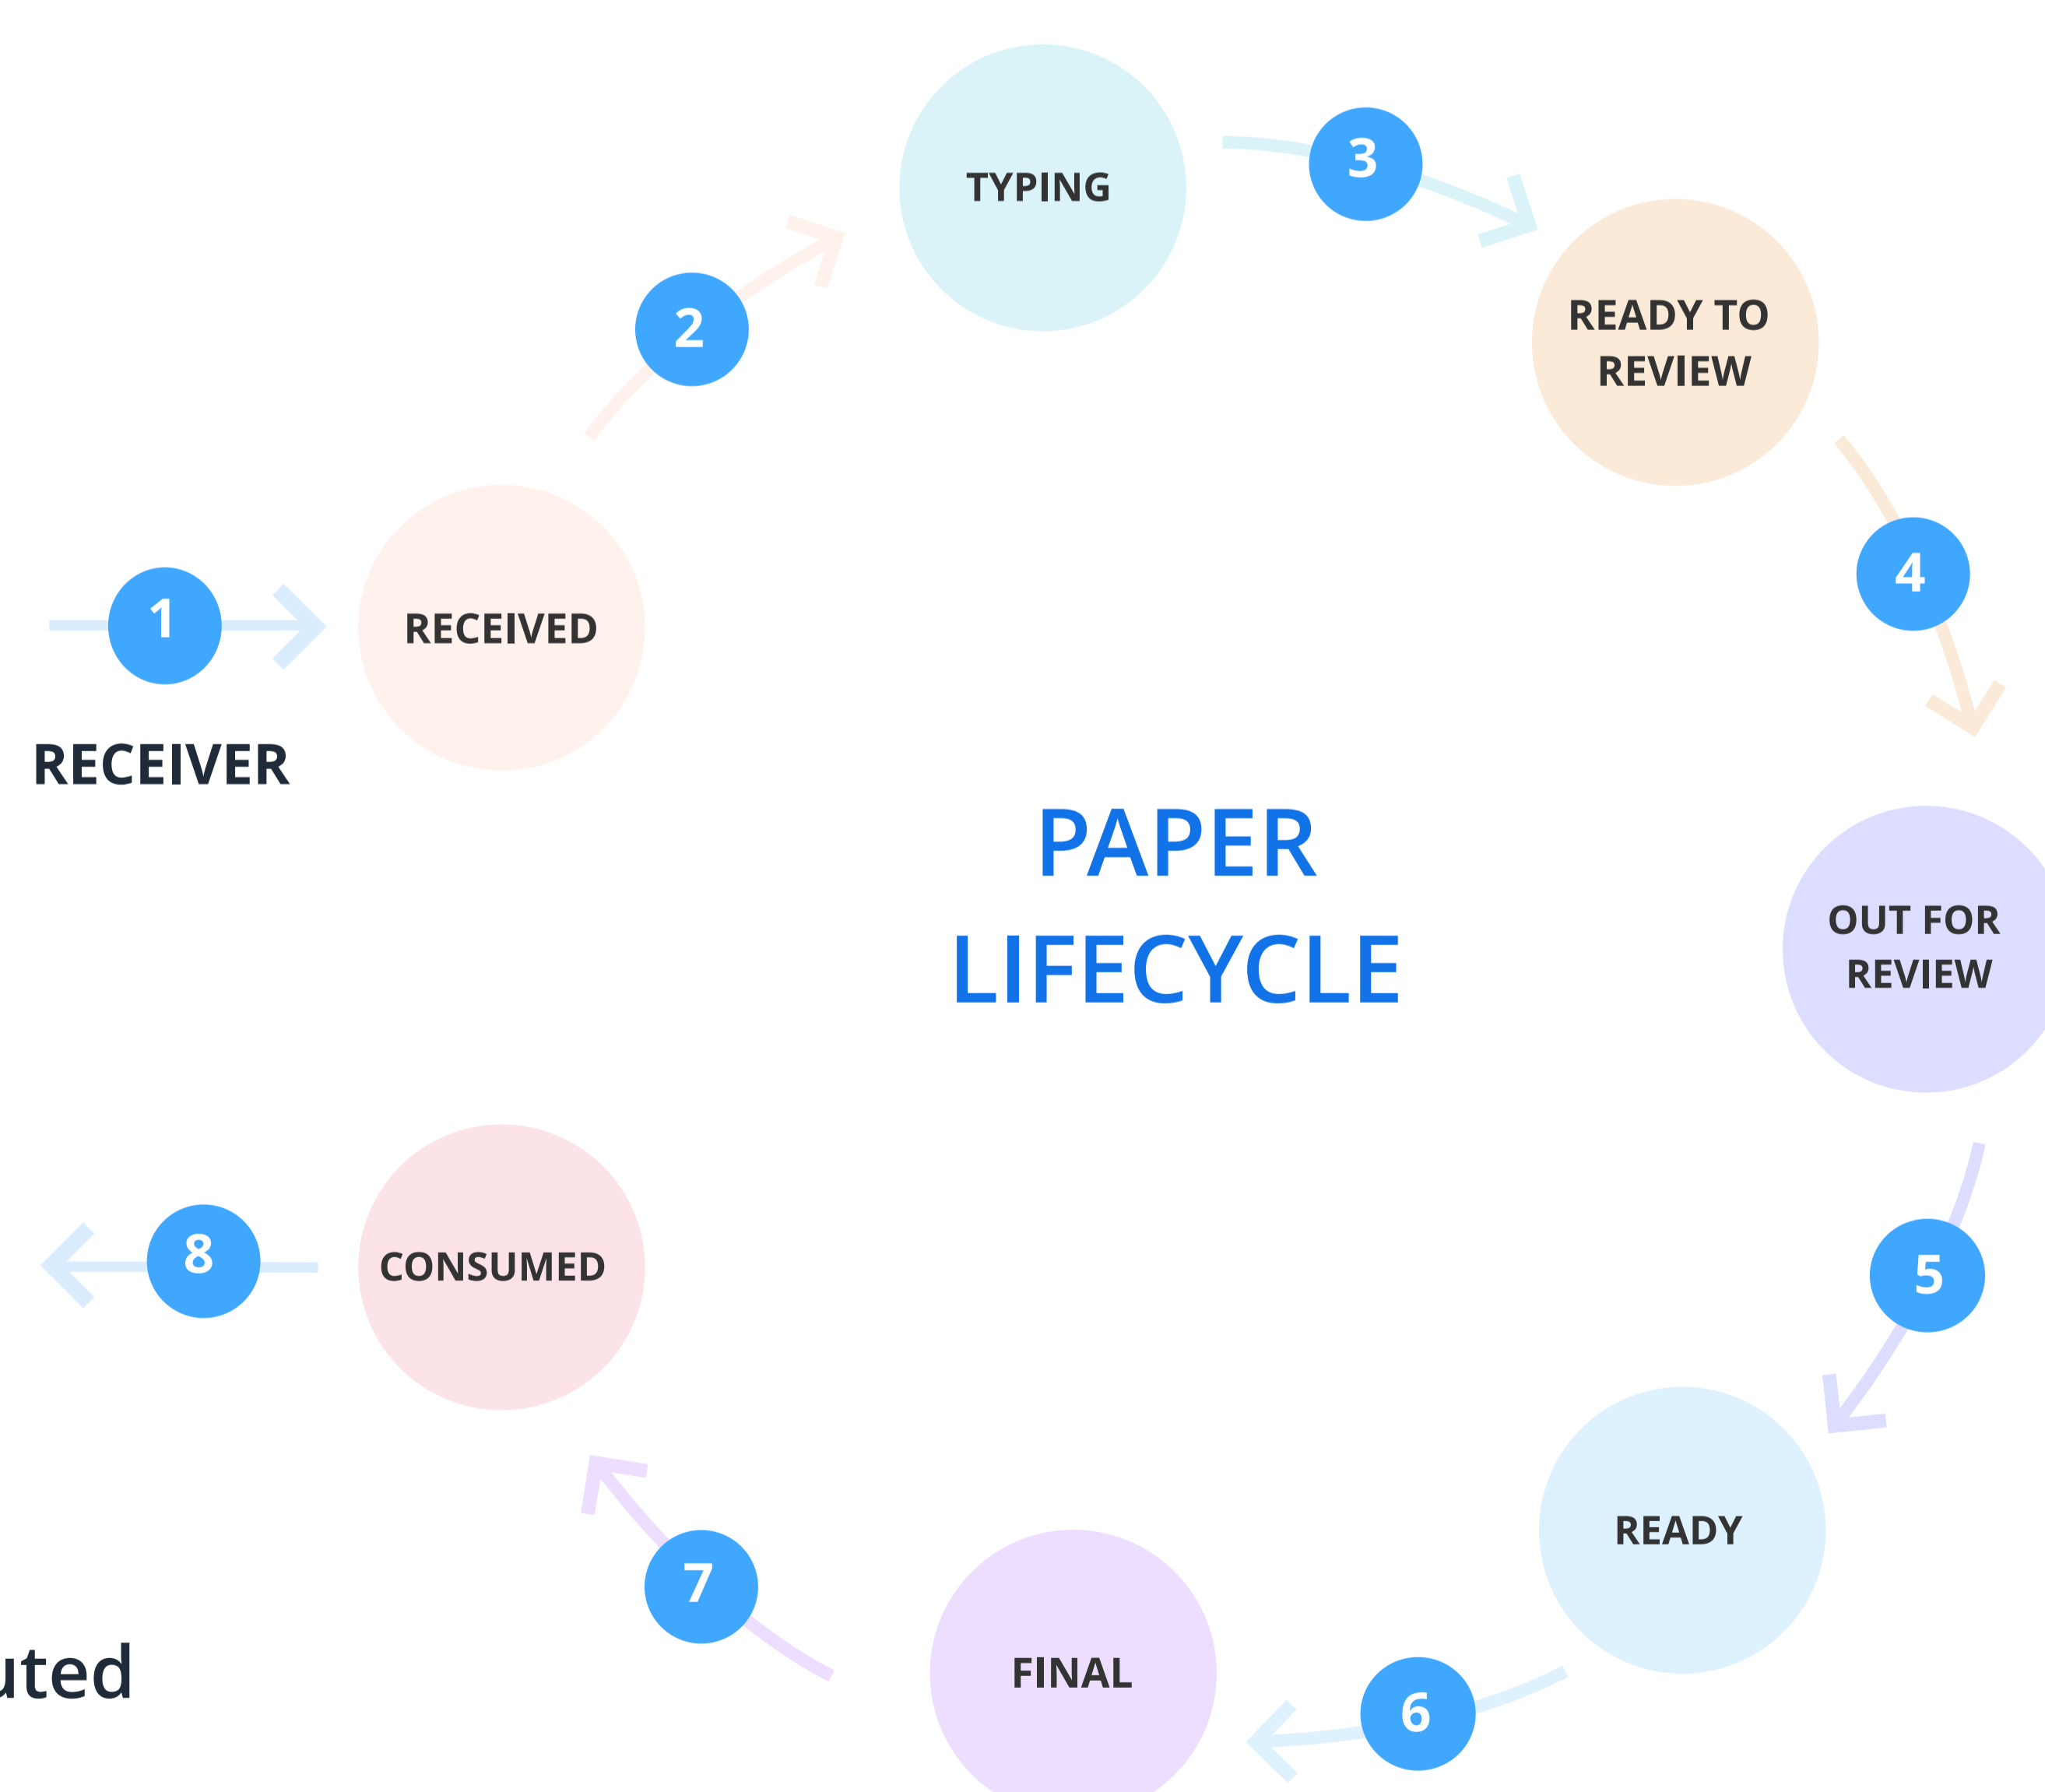 TYPING
3
2
READY TO
REVIEW
4
1
RECEIVED
RECEIVER
PAPER
LIFECYCLE
OUT FOR
REVIEW
8
CONSUMED
5
READY
7
FINAL
6